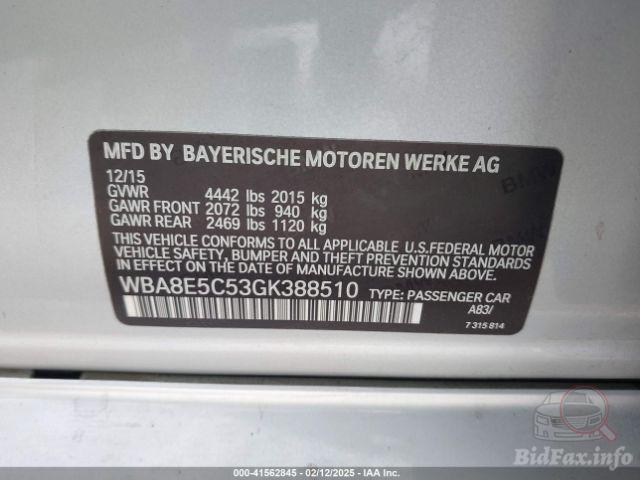 MFD BY BAYERISCHE MOTOREN WERKE AG
12/15
GVWR 4442 lbs 2015 kg
GAWR FRONT 2072 lbs 940 kg
GAWR REAR 2469 lbs 1120 kg
THIS VEHICLE CONFORMS TO ALL APPLICABLE U.S.FEDERAL MOTOR
VEHICLE SAFETY, BUMPER AND THEFT PREVENTION STANDARDS
IN EFFECT ON THE DATE OF MANUFACTURE SHOWN ABOVE.
WBA8E5C53GK388510 TYPE: PASSENGER CAR
A83/
7 315 814
BidFax.info
000-41562845 - 02/12/2025 - IAA Inc.